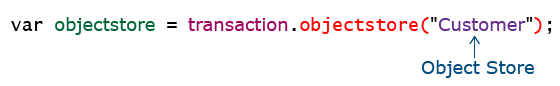 var objectstore = transaction.objectstore("Customer");
Object Store